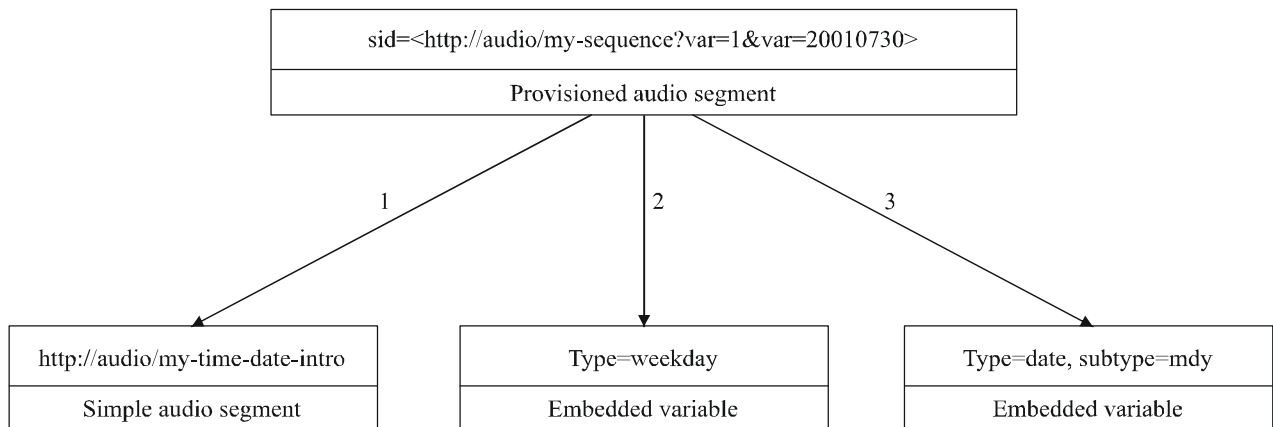 sid=<http://audio/my-sequence?var=1&var=20010730>
Provisioned audio segment
1
2
3
http://audio/my-time-date-intro
Simple audio segment
Type=weekday
Embedded variable
Type=date, subtype=mdy
Embedded variable